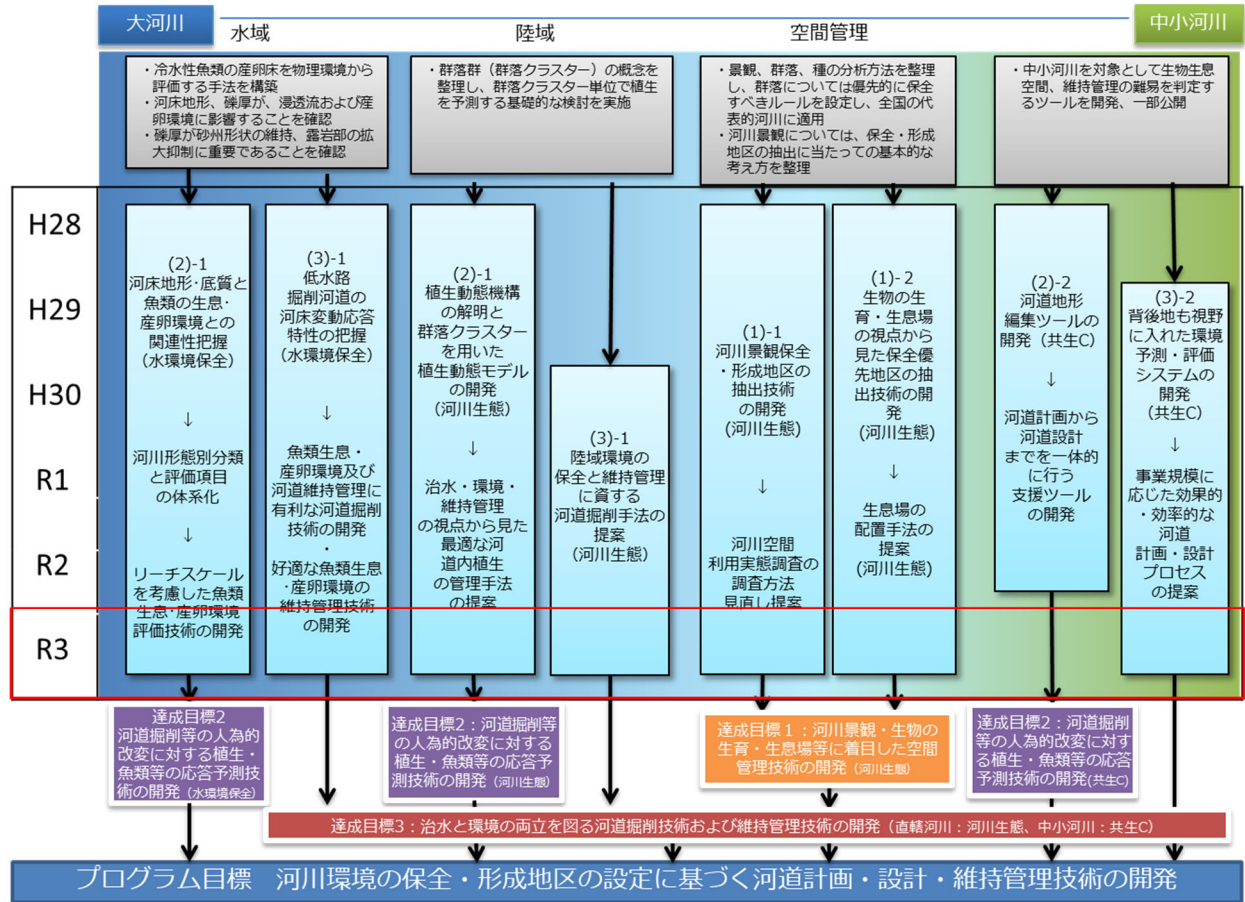 大河川
水域
陸域
空間管理
中小河川
・冷水性魚類の産卵床を物理環境から
評価する手法を構築
・河床地形、礫厚が、浸透流および産
卵環境に影響することを確認
・礫厚が砂州形状の維持、露岩部の拡
大抑制に重要であることを確認
・群落群（群落クラスター）の概念を
整理し、群落クラスター単位で植生
を予測する基礎的な検討を実施
・景観、群落、種の分析方法を整理
し、群落については優先的に保全
すべきルールを設定し、全国の代
表的河川に適用
・河川景観については、保全・形成
地区の抽出に当たっての基本的な
考え方を整理
・中小河川を対象として生物生息
空間、維持管理の難易を判定す
るツールを開発、一部公開
H28
H29
H30
R1
R2
R3
(2)-1
河床地形･底質と
魚類の生息･
産卵環境との
関連性把握
(水環境保全)
↓
河川形態別分類
と評価項目
の体系化
↓
リーチスケール
を考慮した魚類
生息･産卵環境
評価技術の開発
(3)-1
低水路
掘削河道の
河床変動応答
特性の把握
(水環境保全)
↓
魚類生息・
産卵環境及び
河道維持管理に
有利な河道掘削
技術の開発
・
好適な魚類生息
･産卵環境の
維持管理技術
の開発
(2)-1
植生動態機構
の解明と
群落クラスター
を用いた
植生動態モデル
の開発
(河川生態)
↓
治水・環境・
維持管理
の視点から見た
最適な河
道内植生
の管理手法
の提案
(3)-1
陸域環境の
保全と維持管理
に資する
河道掘削手法の
提案
(河川生態)
(1)-1
河川景観保全
・形成地区の
抽出技術
の開発
(河川生態)
↓
河川空間
利用実態調査の
調査方法
見直し提案
(1)-2
生物の生
育・生息場
の視点から
見た保全優
先地区の抽
出技術の開
発
(河川生態)
↓
生息場の
配置手法の
提案
(河川生態)
(2)-2
河道地形
編集ツールの
開発（共生C）
↓
河道計画から
河道設計
までを一体的
に行う
支援ツール
の開発
(3)-2
背後地も視野
に入れた環境
予測・評価
システムの
開発
(共生C)
↓
事業規模に
応じた効果的
・効率的な
河道
計画・設計
プロセス
の提案
達成目標2
河道掘削等の人為的
改変に対する植生・
魚類等の応答予測技
術の開発（水環境保全）
達成目標2：河道掘削等
の人為的改変に対する
植生・魚類等の応答予
測技術の開発（河川生態）
達成目標１：河川景観・生物の
生育・生息場等に着目した空間
管理技術の開発（河川生態）
達成目標2：河道掘削
等の人為的改変に対す
る植生・魚類等の応答
予測技術の開発(共生C)
達成目標3：治水と環境の両立を図る河道掘削技術および維持管理技術の開発（直轄河川：河川生態、中小河川：共生C）
プログラム目標　河川環境の保全・形成地区の設定に基づく河道計画・設計・維持管理技術の開発